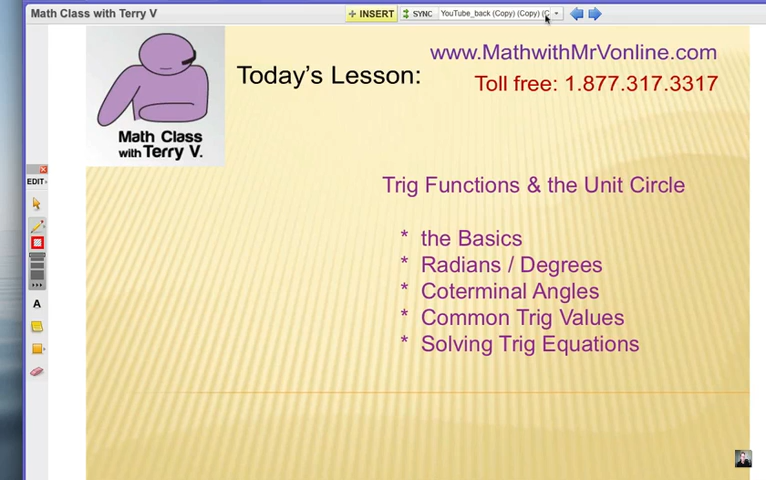 Math Class with Terry V
INSERT
SYNC
YouTube_back (Copy) (Copy) (C
www.MathwithMrVonline.com
Today's Lesson:
Toll free: 1.877.317.3317
Math Class
with Terry V.
EDIT
Trig Functions & the Unit Circle
* the Basics
* Radians / Degrees
* Coterminal Angles
A
* Common Trig Values
* Solving Trig Equations